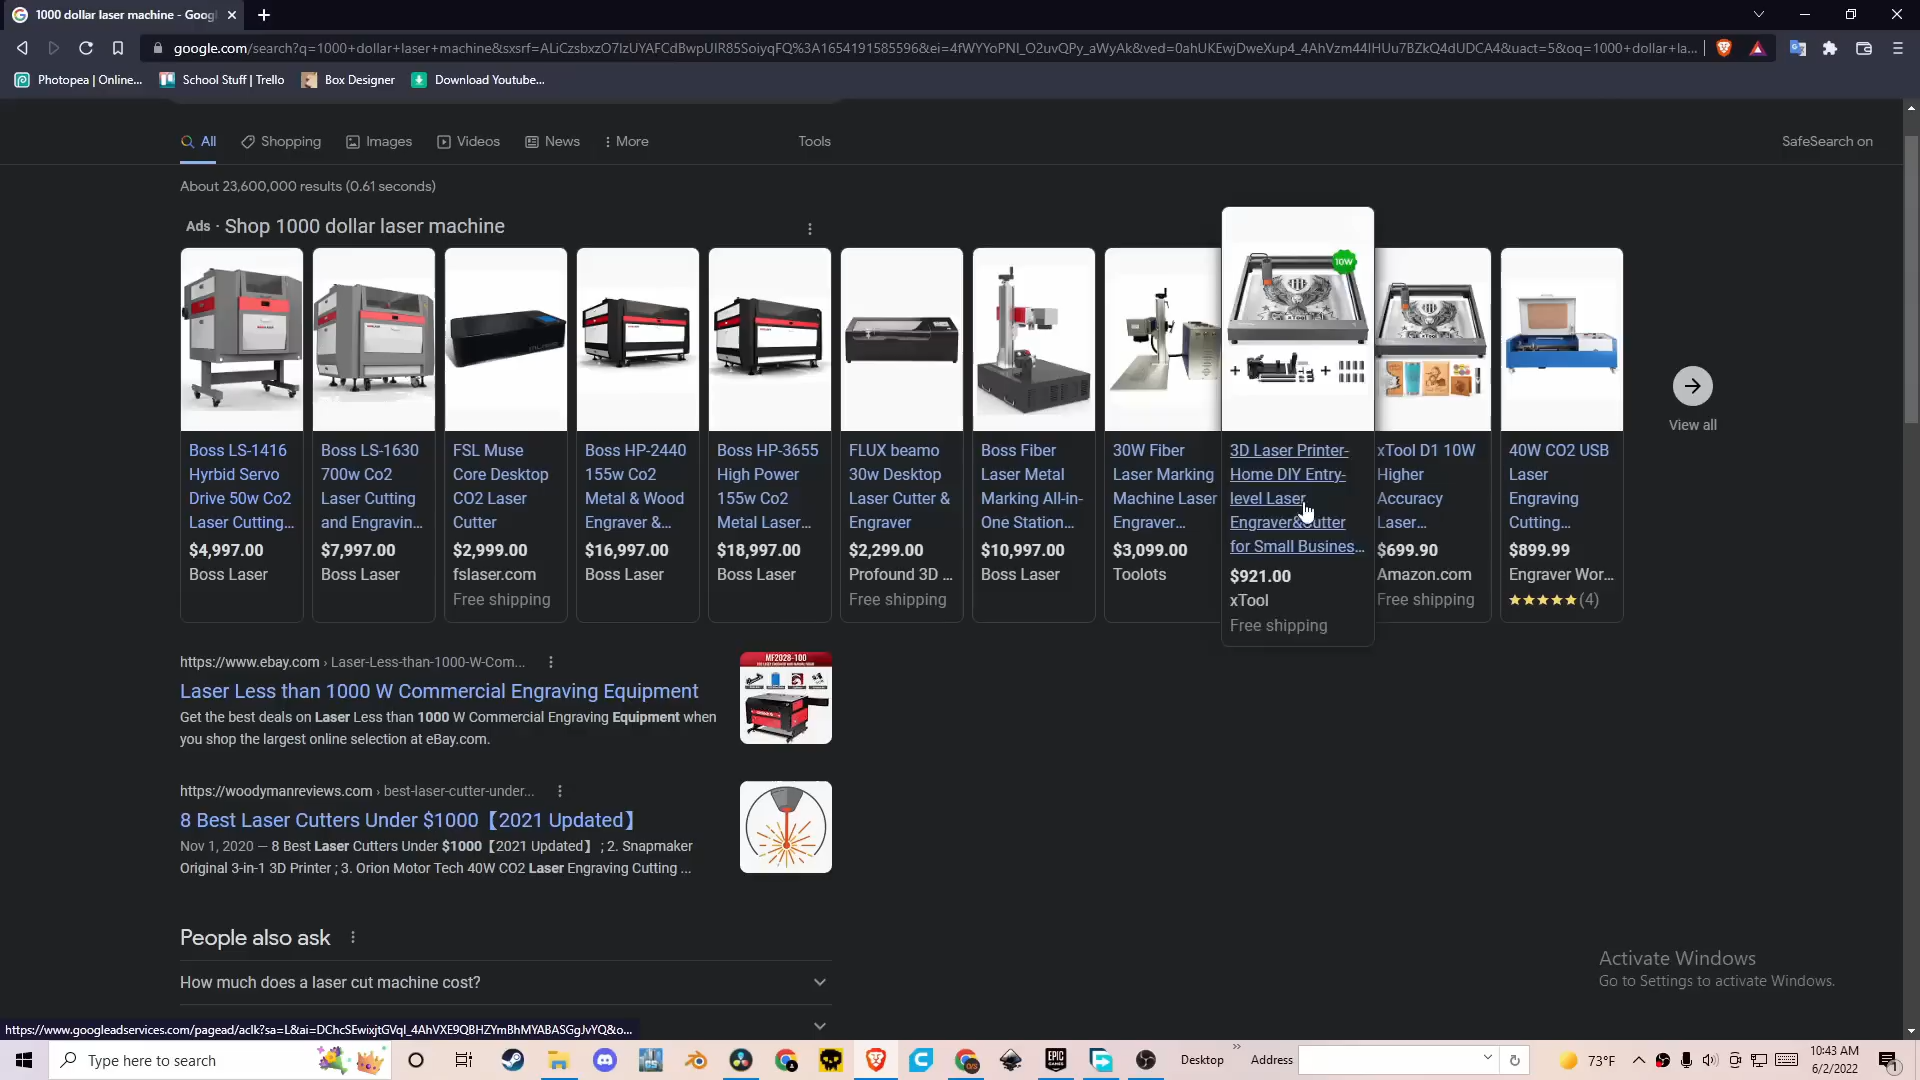 1000 dollar laser machine - Goog
google.com/search?q=1000+dollar+laser+machine&sxsrf=ALiCzsbxzO7IzUYAFCdBwpUIR85SoiyqFQ%3A1654191585596&ei=4fWYYoPNI_O2uvQPy_aWyAk&ved=0ahUKEwjDweXup4_4AhVzm44IHUu7BZkQ4dUDCA4&uact=5&oq=1000+dollar+la...
Photopea | Online...
School Stuff | Trello
Box Designer
Download Youtube...
All
Shopping
Images
Videos
News
More
Tools
SafeSearch on
About 23,600,000 results (0.61 seconds)
Ads · Shop 1000 dollar laser machine
Boss LS-1416
Hyrbid Servo
Drive 50w Co2
Laser Cutting...
$4,997.00
Boss Laser
Boss LS-1630
700w Co2
Laser Cutting
and Engravin...
$7,997.00
Boss Laser
FSL Muse
Core Desktop
CO2 Laser
Cutter
$2,999.00
fslaser.com
Free shipping
Boss HP-2440
155w Co2
Metal & Wood
Engraver &...
$16,997.00
Boss Laser
Boss HP-3655
High Power
155w Co2
Metal Laser...
$18,997.00
Boss Laser
FLUX beamo
30w Desktop
Laser Cutter &
Engraver
$2,299.00
Profound 3D ...
Free shipping
Boss Fiber
Laser Metal
Marking All-in-
One Station...
$10,997.00
Boss Laser
30W Fiber
Laser Marking
Machine Laser
Engraver...
$3,099.00
Toolots
10W
3D Laser Printer-
Home DIY Entry-
level Laser
Engraver&Cutter
for Small Busines...
$921.00
xTool
Free shipping
xTool D1 10W
Higher
Accuracy
Laser...
$699.90
Amazon.com
Free shipping
40W CO2 USB
Laser
Engraving
Cutting...
$899.99
Engraver Wor...
(4)
View all
https://www.ebay.com › Laser-Less-than-1000-W-Com...
Laser Less than 1000 W Commercial Engraving Equipment
Get the best deals on Laser Less than 1000 W Commercial Engraving Equipment when
you shop the largest online selection at eBay.com.
MF2028-100
https://woodymanreviews.com › best-laser-cutter-under...
8 Best Laser Cutters Under $1000【2021 Updated】
Nov 1, 2020 — 8 Best Laser Cutters Under $1000【2021 Updated】 ; 2. Snapmaker
Original 3-in-1 3D Printer ; 3. Orion Motor Tech 40W CO2 Laser Engraving Cutting ...
People also ask
How much does a laser cut machine cost?
Activate Windows
Go to Settings to activate Windows.
https://www.googleadservices.com/pagead/aclk?sa=L&ai=DChcSEwixjtGVqI_4AhVXE9QBHZYmBhMYABASGgJvYQ&o...
Type here to search
Desktop
Address
73°F
10:43 AM
6/2/2022